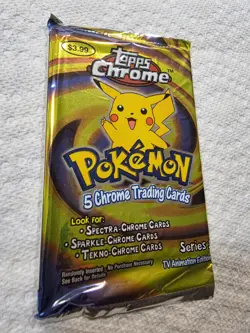 $3.99
Topps
Chrome™
POKÉMON
5 Chrome Trading Cards
Look for:
• Spectra-Chrome Cards
• Sparkle-Chrome Cards
• Tekno-Chrome Cards
Randomly Inserted No Purchase Necessary
See Back for Details
Series
TV Animation Edition